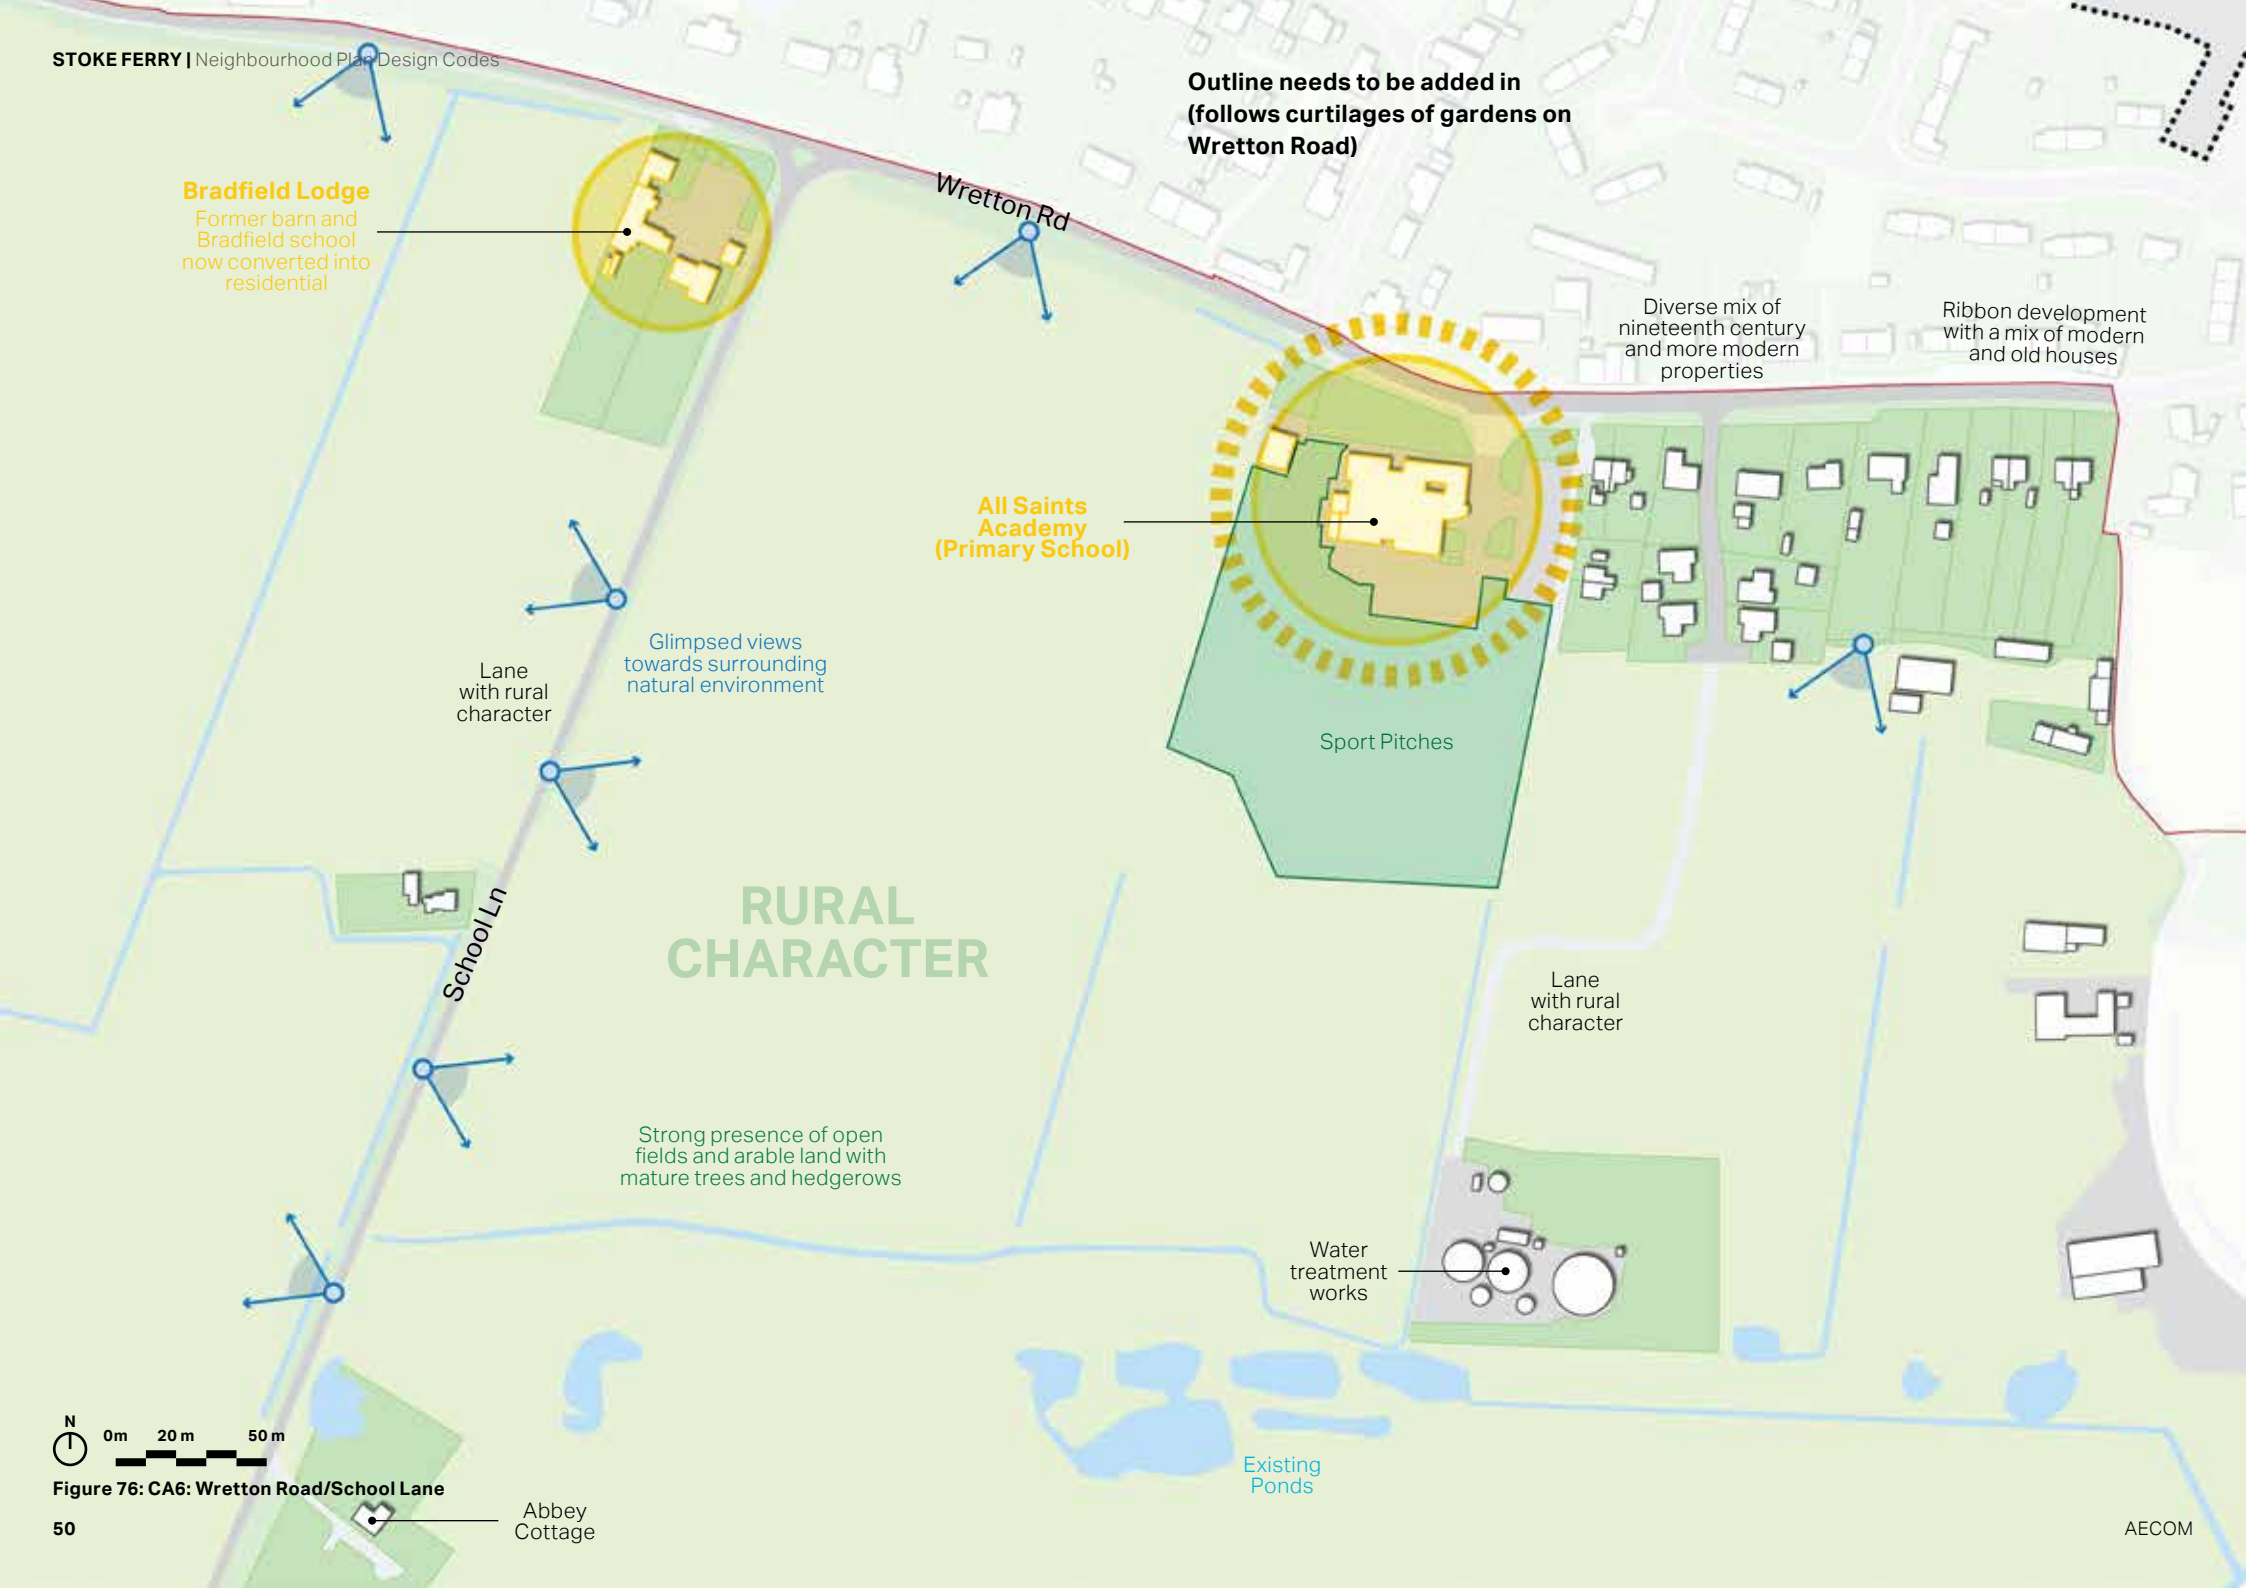 STOKE FERRY | Neighbourhood Plan Design Codes
Outline needs to be added in
(follows curtilages of gardens on
Wretton Road)
Bradfield Lodge
Former barn and
Bradfield school
now converted into
residential
Wretton Rd
Diverse mix of
nineteenth century
and more modern
properties
Ribbon development
with a mix of modern
and old houses
All Saints
Academy
(Primary School)
Glimpsed views
towards surrounding
natural environment
Lane
with rural
character
Sport Pitches
School Ln
RURAL
CHARACTER
Lane
with rural
character
Strong presence of open
fields and arable land with
mature trees and hedgerows
Water
treatment
works
Existing
Ponds
N
0m 20 m 50 m
Figure 76: CA6: Wretton Road/School Lane
Abbey
Cottage
50
AECOM